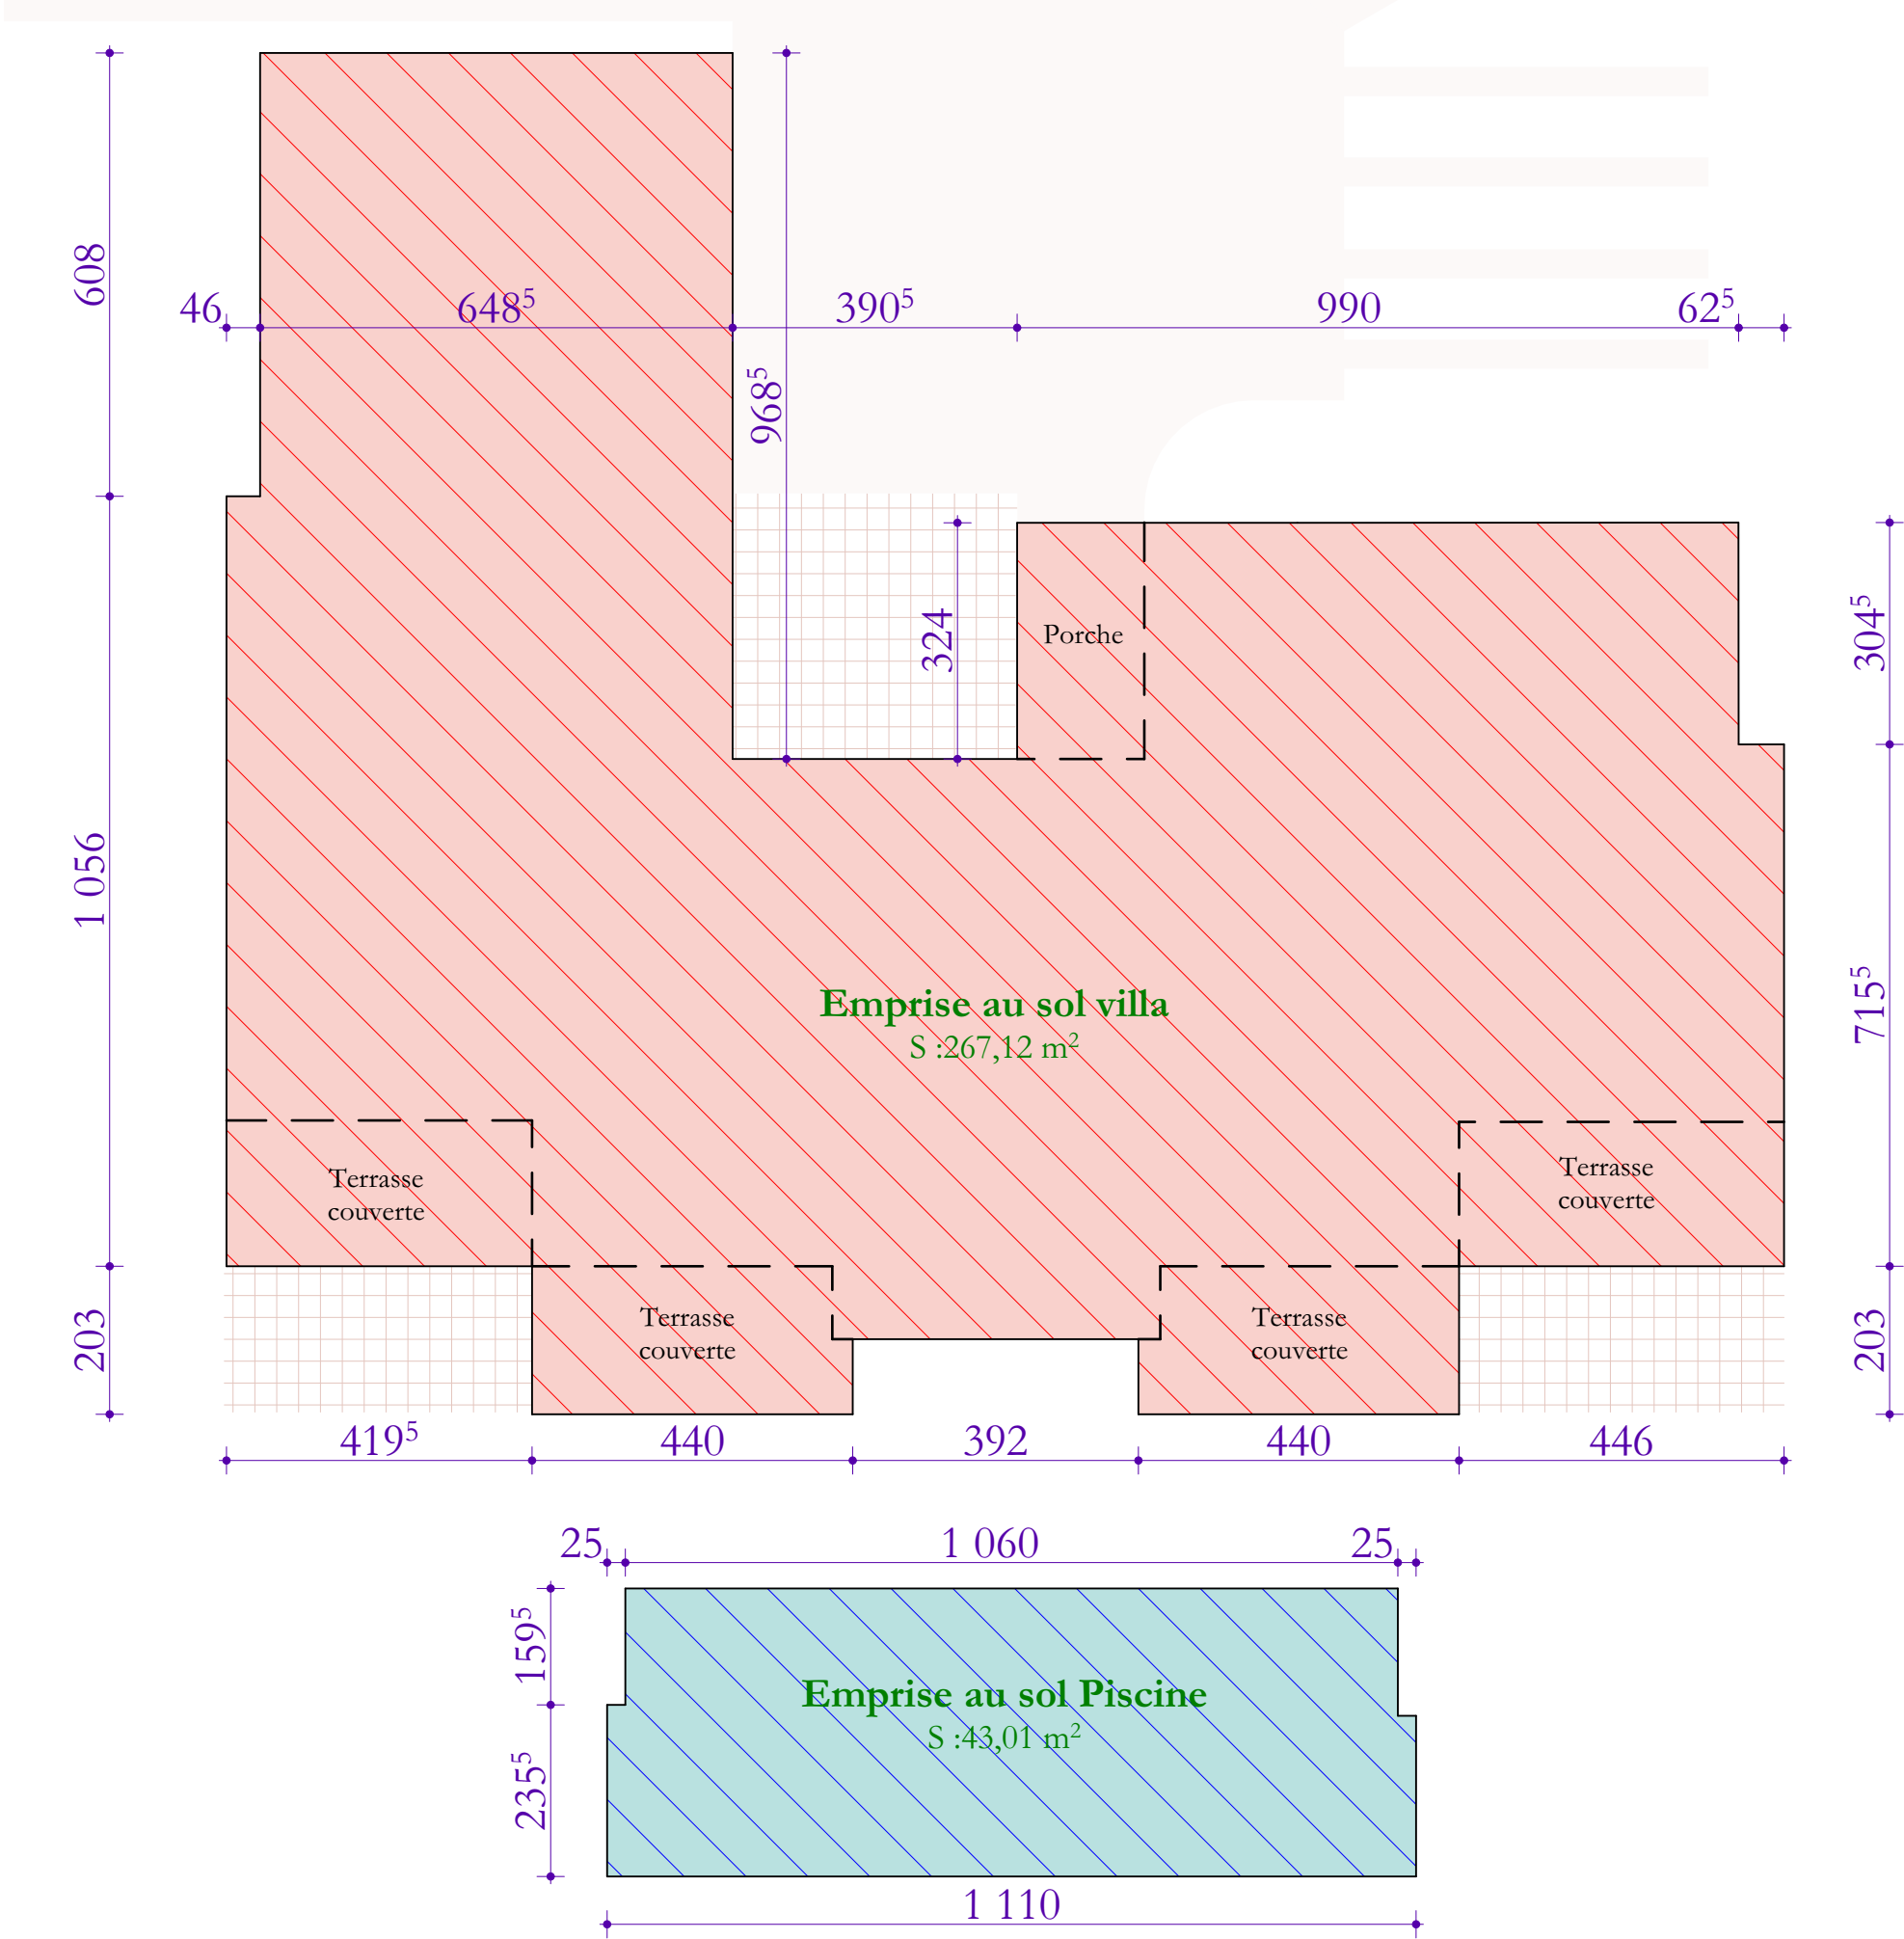 608
46
648⁵
390⁵
990
62⁵
968⁵
324
Porche
304⁵
1 056
715⁵
Emprise au sol villa
S :267,12 m²
Terrasse
couverte
Terrasse
couverte
Terrasse
couverte
Terrasse
couverte
203
203
419⁵
440
392
440
446
25
1 060
25
159⁵
Emprise au sol Piscine
S :43,01 m²
235⁵
1 110